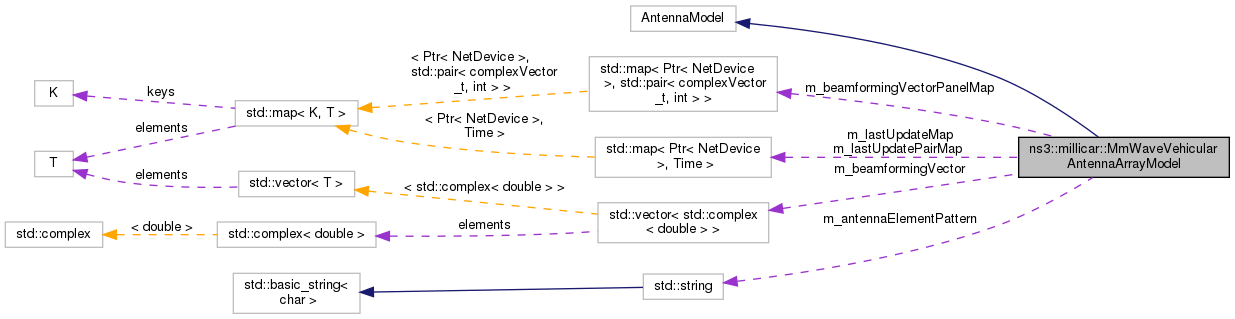 AntennaModel
< Ptr< NetDevice >,
std::pair< complexVector
_t, int > >
std::map< Ptr< NetDevice
>, std::pair< complexVector
_t, int > >
K
keys
m_beamformingVectorPanelMap
std::map< K, T >
< Ptr< NetDevice >,
Time >
elements
m_lastUpdateMap
m_lastUpdatePairMap
ns3::millicar::MmWaveVehicular
AntennaArrayModel
std::map< Ptr< NetDevice
>, Time >
T
elements
std::vector< T >
< std::complex< double > >
m_beamformingVector
std::vector< std::complex
< double > >
m_antennaElementPattern
std::complex
< double >
std::complex< double >
elements
std::basic_string<
char >
std::string